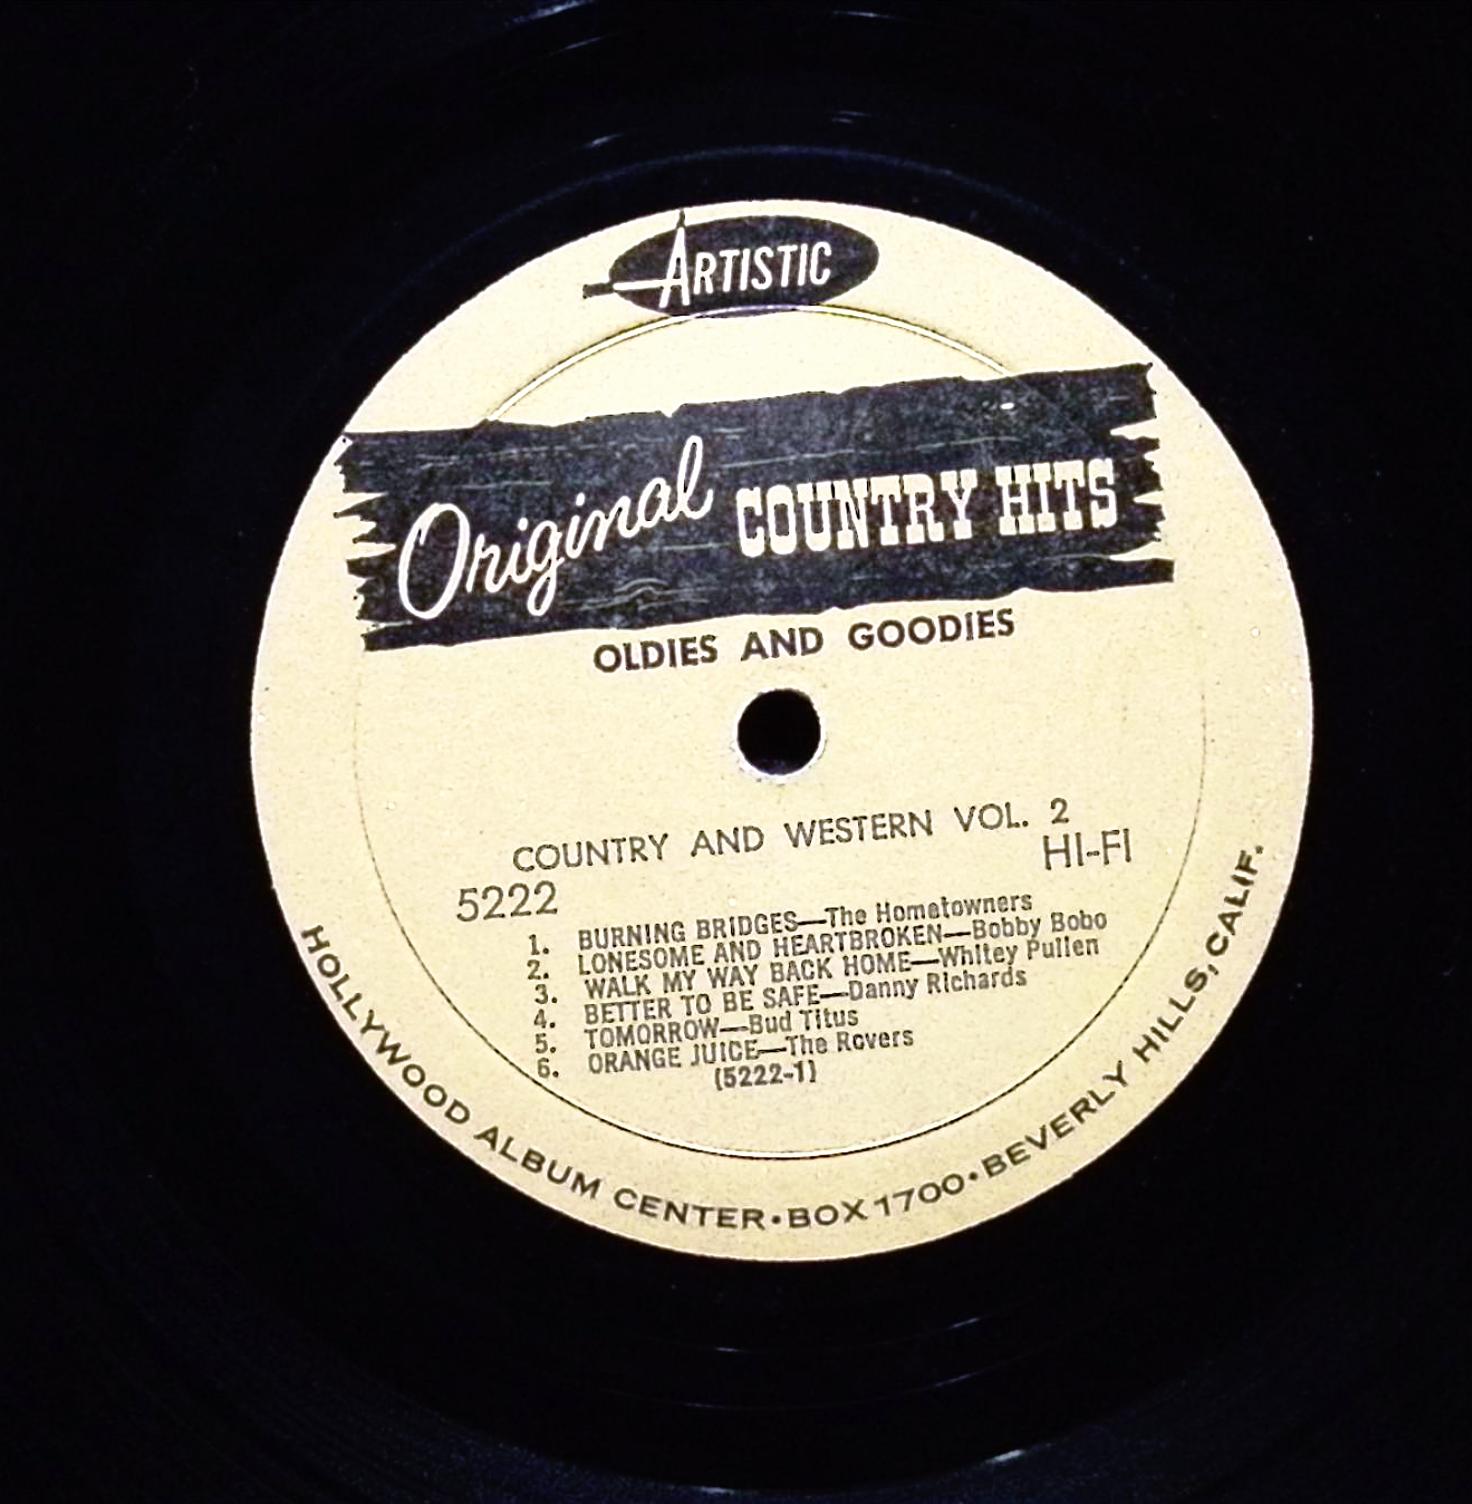 ARTISTIC
Original COUNTRY HITS
OLDIES AND GOODIES
COUNTRY AND WESTERN VOL. 2
HI-FI
5222
1. BURNING BRIDGES—The Hometowners
2. LONESOME AND HEARTBROKEN—Bobby Bobo
3. WALK MY WAY BACK HOME—Whitey Pullen
4. BETTER TO BE SAFE—Danny Richards
5. TOMORROW—Bud Titus
6. ORANGE JUICE—The Rovers
(5222-1)
HOLLYWOOD ALBUM CENTER•BOX 1700•BEVERLY HILLS, CALIF.